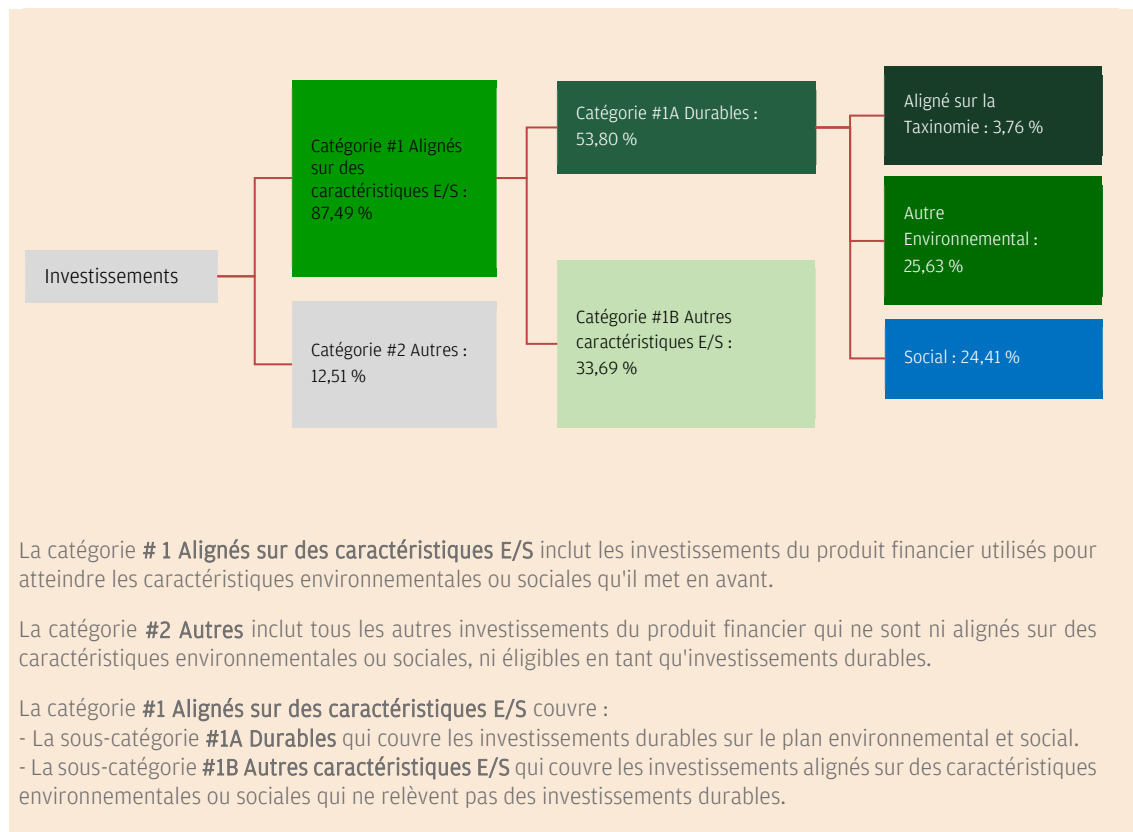 Investissements
Catégorie #1 Alignés
sur des
caractéristiques E/S :
87,49 %
Catégorie #2 Autres :
12,51 %
Catégorie #1A Durables :
53,80 %
Catégorie #1B Autres
caractéristiques E/S :
33,69 %
Aligné sur la
Taxinomie : 3,76 %
Autre
Environnemental :
25,63 %
Social : 24,41 %
La catégorie # 1 Alignés sur des caractéristiques E/S inclut les investissements du produit financier utilisés pour
atteindre les caractéristiques environnementales ou sociales qu'il met en avant.
La catégorie #2 Autres inclut tous les autres investissements du produit financier qui ne sont ni alignés sur des
caractéristiques environnementales ou sociales, ni éligibles en tant qu'investissements durables.
La catégorie #1 Alignés sur des caractéristiques E/S couvre :
- La sous-catégorie #1A Durables qui couvre les investissements durables sur le plan environnemental et social.
- La sous-catégorie #1B Autres caractéristiques E/S qui couvre les investissements alignés sur des caractéristiques
environnementales ou sociales qui ne relèvent pas des investissements durables.